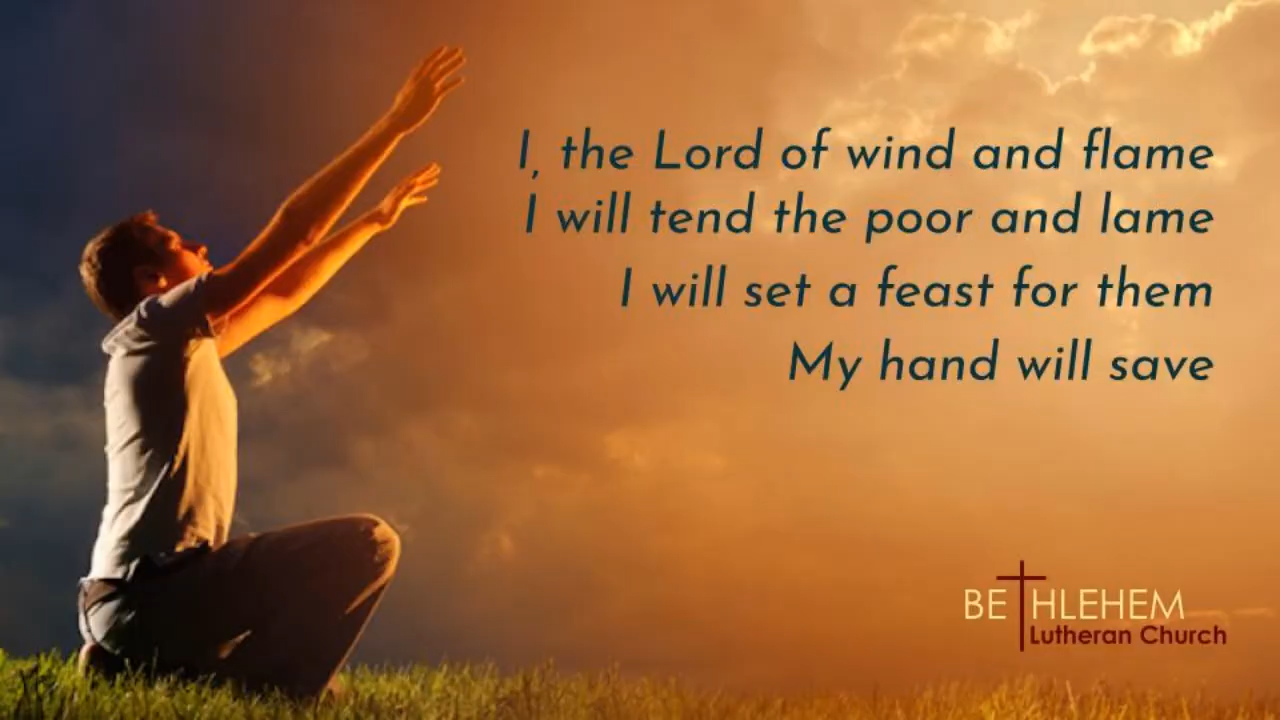 I, the Lord of wind and flame
I will tend the poor and lame
I will set a feast for them
My hand will save
BETHLEHEM
Lutheran Church